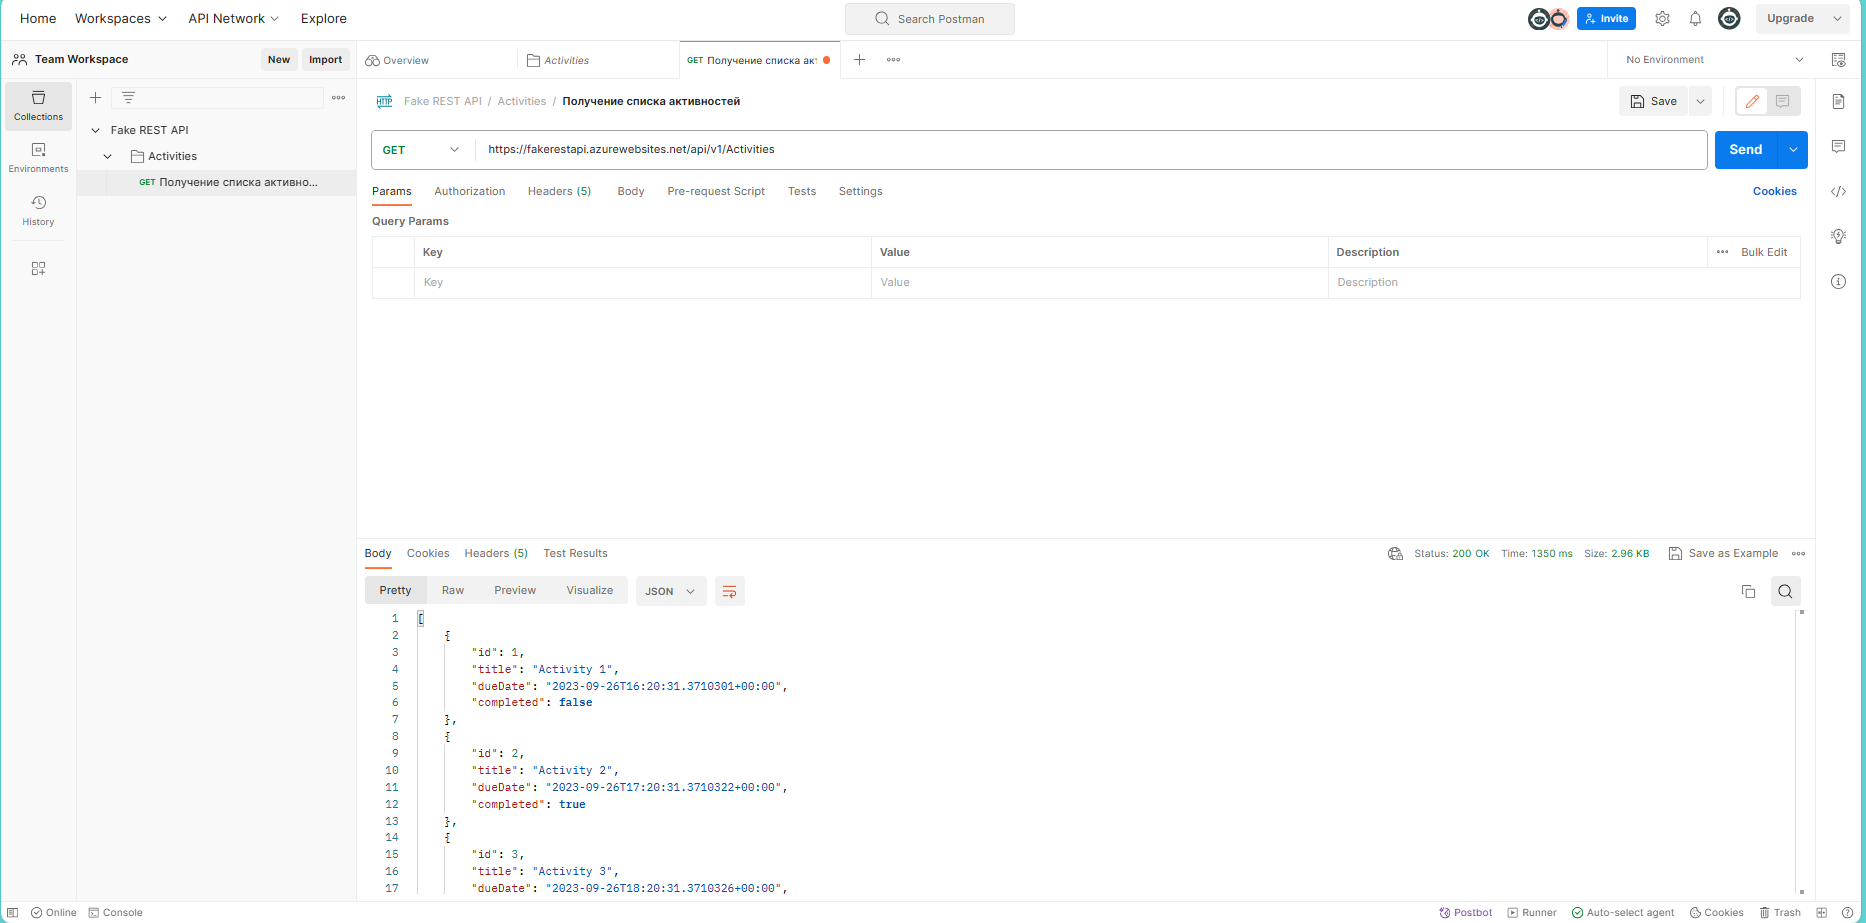 Home Workspaces API Network Explore Search Postman Invite Upgrade
Team Workspace New Import Overview Activities GET Получение списка акт No Environment
Collections
Environments
History
Fake REST API
Activities
GET Получение списка активно...
HTTP Fake REST API / Activities / Получение списка активностей Save
GET https://fakerestapi.azurewebsites.net/api/v1/Activities Send
Params Authorization Headers (5) Body Pre-request Script Tests Settings Cookies
Query Params
Key Value Description Bulk Edit
Key Value Description
Body Cookies Headers (5) Test Results Status: 200 OK Time: 1350 ms Size: 2.96 KB Save as Example
Pretty Raw Preview Visualize JSON
1 [
2 {
3 "id": 1,
4 "title": "Activity 1",
5 "dueDate": "2023-09-26T16:20:31.3710301+00:00",
6 "completed": false
7 },
8 {
9 "id": 2,
10 "title": "Activity 2",
11 "dueDate": "2023-09-26T17:20:31.3710322+00:00",
12 "completed": true
13 },
14 {
15 "id": 3,
16 "title": "Activity 3",
17 "dueDate": "2023-09-26T18:20:31.3710326+00:00",
Online Console Postbot Runner Auto-select agent Cookies Trash